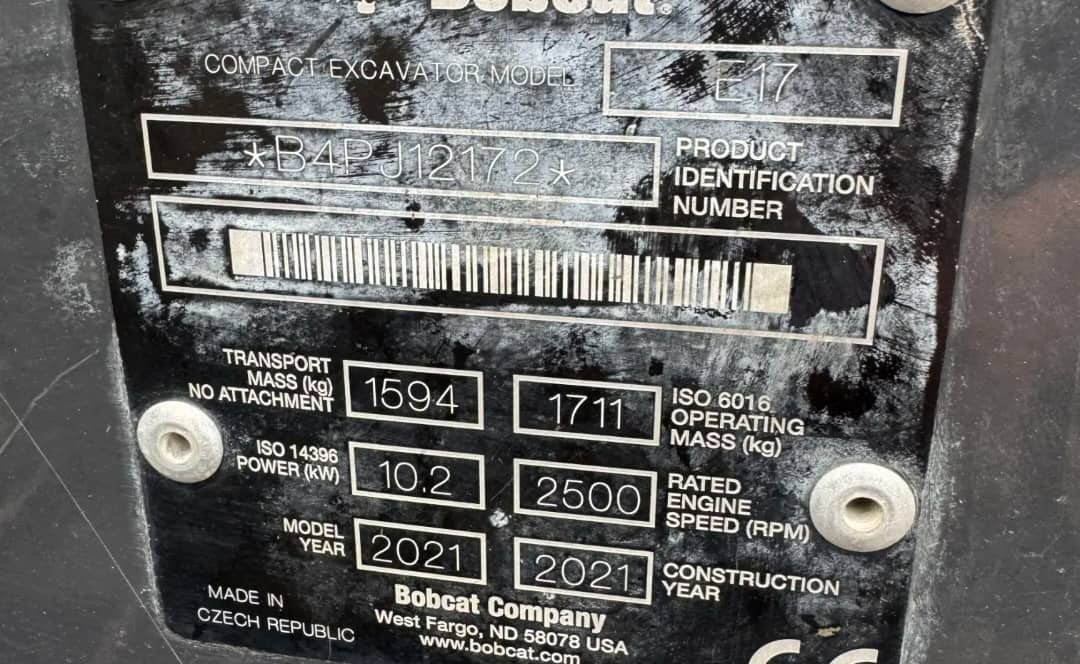 Bobcat®
COMPACT EXCAVATOR MODEL
E17
*B4PJ12172*
PRODUCT
IDENTIFICATION
NUMBER
TRANSPORT
MASS (kg)
NO ATTACHMENT
1594
1711
ISO 6016
OPERATING
MASS (kg)
ISO 14396
POWER (kW)
10.2
2500
RATED
ENGINE
SPEED (RPM)
MODEL
YEAR
2021
2021
CONSTRUCTION
YEAR
MADE IN
CZECH REPUBLIC
Bobcat Company
West Fargo, ND 58078 USA
www.bobcat.com
CE